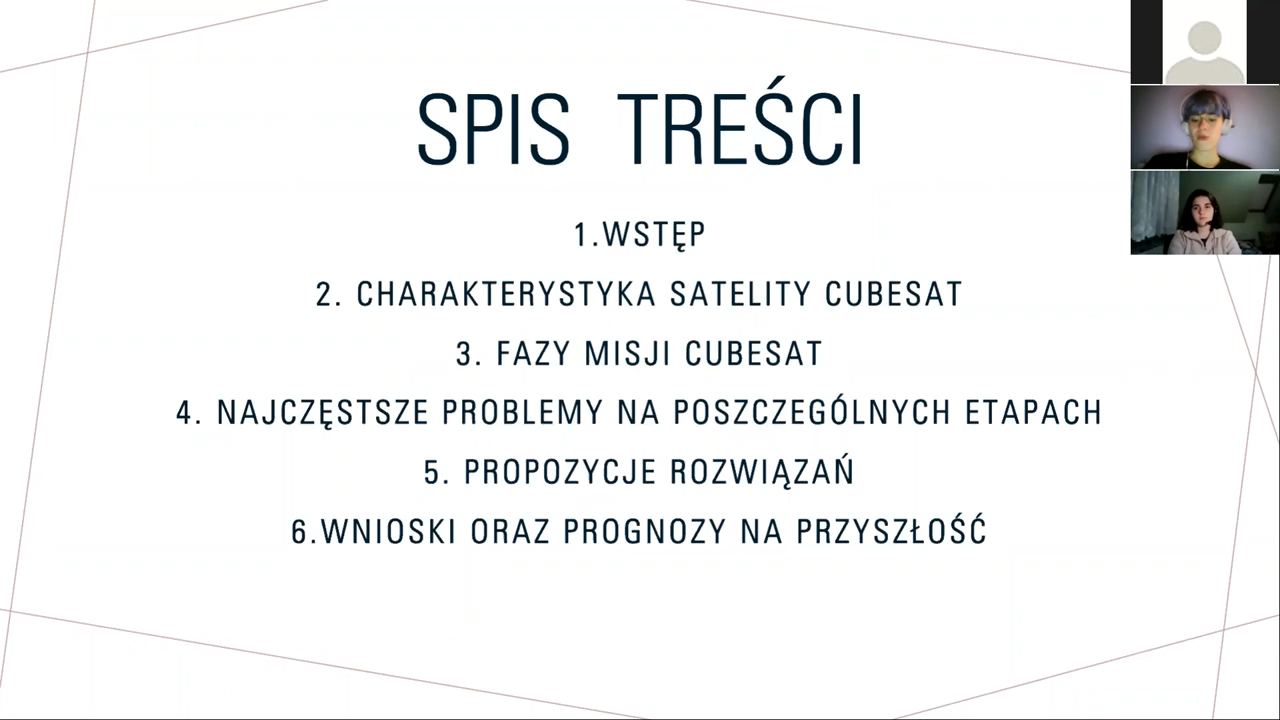 SPIS TREŚCI
1.WSTĘP
2. CHARAKTERYSTYKA SATELITY CUBESAT
3. FAZY MISJI CUBESAT
4. NAJCZĘSTSZE PROBLEMY NA POSZCZEGÓLNYCH ETAPACH
5. PROPOZYCJE ROZWIĄZAŃ
6.WNIOSKI ORAZ PROGNOZY NA PRZYSZŁOŚĆ